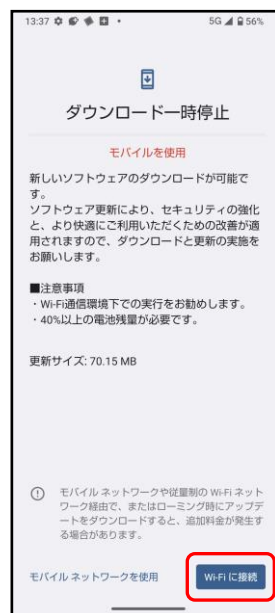 13:37 5G 56%
ダウンロード一時停止
モバイルを使用
新しいソフトウェアのダウンロードが可能で
す。
ソフトウェア更新により、セキュリティの強化
と、より快適にご利用いただくための改善が適
用されますので、ダウンロードと更新の実施を
お願いします。
■注意事項
・Wi-Fi通信環境下での実行をお勧めします。
・40%以上の電池残量が必要です。
更新サイズ: 70.15 MB
モバイル ネットワークや従量制の Wi-Fi ネット
ワーク経由で、またはローミング時にアップデ
ートをダウンロードすると、追加料金が発生す
る場合があります。
モバイル ネットワークを使用 Wi-Fi に接続